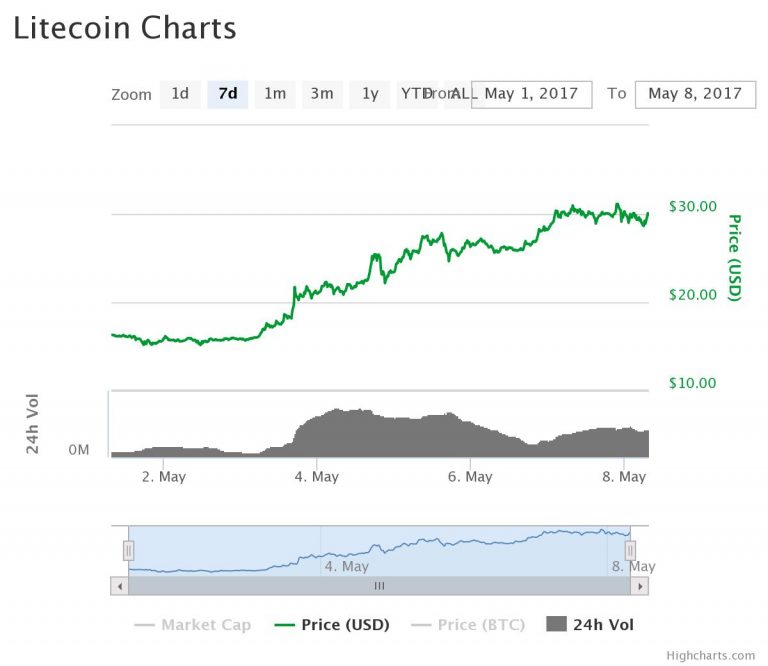 Litecoin Charts
Zoom 1d 7d 1m 3m 1y YTD ALL From May 1, 2017 To May 8, 2017
$30.00
$20.00
$10.00
Price (USD)
24h Vol
0M
2. May 4. May 6. May 8. May
4. May 8. May
Market Cap Price (USD) Price (BTC) 24h Vol
Highcharts.com